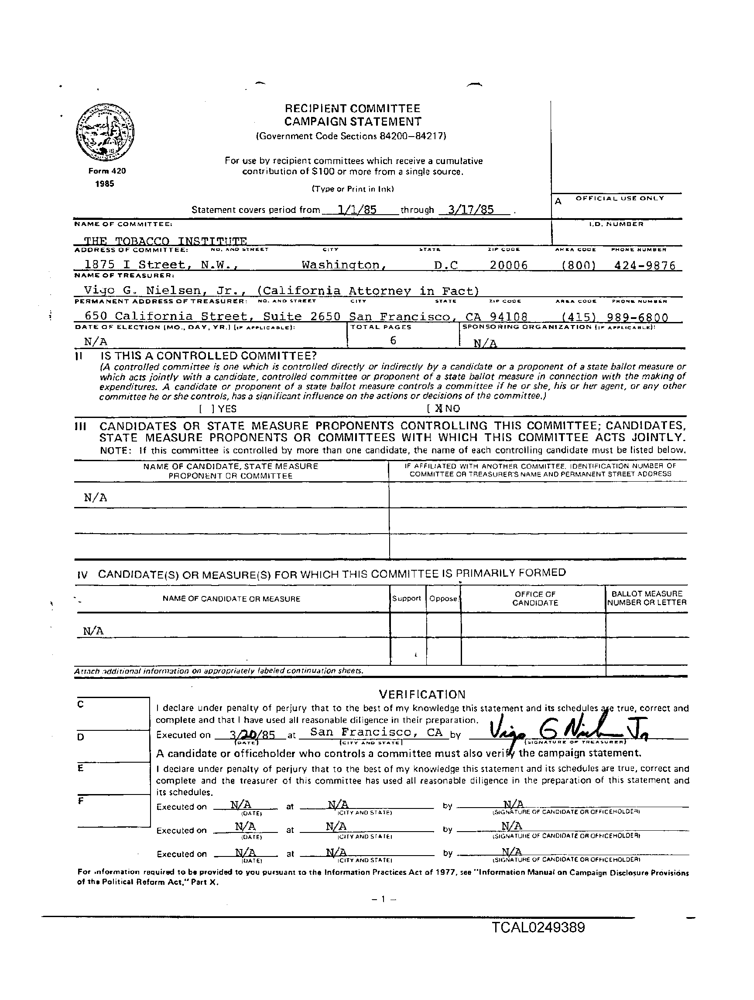 RECIPIENT COMMITTEE
CAMPAIGN STATEMENT
(Government Code Sections 84200–84217)
Form 420
1985
For use by recipient committees which receive a cumulative
contribution of $100 or more from a single source.
(Type or Print in Ink)
A OFFICIAL USE ONLY
Statement covers period from 1/1/85 through 3/17/85 .
NAME OF COMMITTEE: I.D. NUMBER
THE TOBACCO INSTITUTE
ADDRESS OF COMMITTEE: NO. AND STREET CITY STATE ZIP CODE AREA CODE PHONE NUMBER
1875 I Street, N.W., Washington, D.C 20006 (800) 424-9876
NAME OF TREASURER:
Vigo G. Nielsen, Jr., (California Attorney in Fact)
PERMANENT ADDRESS OF TREASURER: NO. AND STREET CITY STATE ZIP CODE AREA CODE PHONE NUMBER
650 California Street, Suite 2650 San Francisco, CA 94108 (415) 989-6800
DATE OF ELECTION (MO., DAY, YR.) (IF APPLICABLE): TOTAL PAGES SPONSORING ORGANIZATION (IF APPLICABLE):
N/A 6 N/A
II IS THIS A CONTROLLED COMMITTEE?
(A controlled committee is one which is controlled directly or indirectly by a candidate or a proponent of a state ballot measure or
which acts jointly with a candidate, controlled committee or proponent of a state ballot measure in connection with the making of
expenditures. A candidate or proponent of a state ballot measure controls a committee if he or she, his or her agent, or any other
committee he or she controls, has a significant influence on the actions or decisions of the committee.)
[ ] YES [X] NO
III CANDIDATES OR STATE MEASURE PROPONENTS CONTROLLING THIS COMMITTEE; CANDIDATES,
STATE MEASURE PROPONENTS OR COMMITTEES WITH WHICH THIS COMMITTEE ACTS JOINTLY.
NOTE: If this committee is controlled by more than one candidate, the name of each controlling candidate must be listed below.
NAME OF CANDIDATE, STATE MEASURE IF AFFILIATED WITH ANOTHER COMMITTEE, IDENTIFICATION NUMBER OF
PROPONENT OR COMMITTEE COMMITTEE OR TREASURER'S NAME AND PERMANENT STREET ADDRESS
N/A
IV CANDIDATE(S) OR MEASURE(S) FOR WHICH THIS COMMITTEE IS PRIMARILY FORMED
NAME OF CANDIDATE OR MEASURE Support Oppose OFFICE OF CANDIDATE BALLOT MEASURE NUMBER OR LETTER
N/A
Attach additional information on appropriately labeled continuation sheets.
VERIFICATION
C
I declare under penalty of perjury that to the best of my knowledge this statement and its schedules are true, correct and
complete and that I have used all reasonable diligence in their preparation.
D
Executed on 3/20/85 at San Francisco, CA by Vigo G Niel Jr
(DATE) (CITY AND STATE) (SIGNATURE OF TREASURER)
A candidate or officeholder who controls a committee must also verify the campaign statement.
E
I declare under penalty of perjury that to the best of my knowledge this statement and its schedules are true, correct and
complete and the treasurer of this committee has used all reasonable diligence in the preparation of this statement and
its schedules.
F
Executed on N/A at N/A by N/A
(DATE) (CITY AND STATE) (SIGNATURE OF CANDIDATE OR OFFICEHOLDER)
Executed on N/A at N/A by N/A
(DATE) (CITY AND STATE) (SIGNATURE OF CANDIDATE OR OFFICEHOLDER)
Executed on N/A at N/A by N/A
(DATE) (CITY AND STATE) (SIGNATURE OF CANDIDATE OR OFFICEHOLDER)
For information required to be provided to you pursuant to the Information Practices Act of 1977, see "Information Manual on Campaign Disclosure Provisions
of the Political Reform Act," Part X.
– 1 –
TCAL0249389